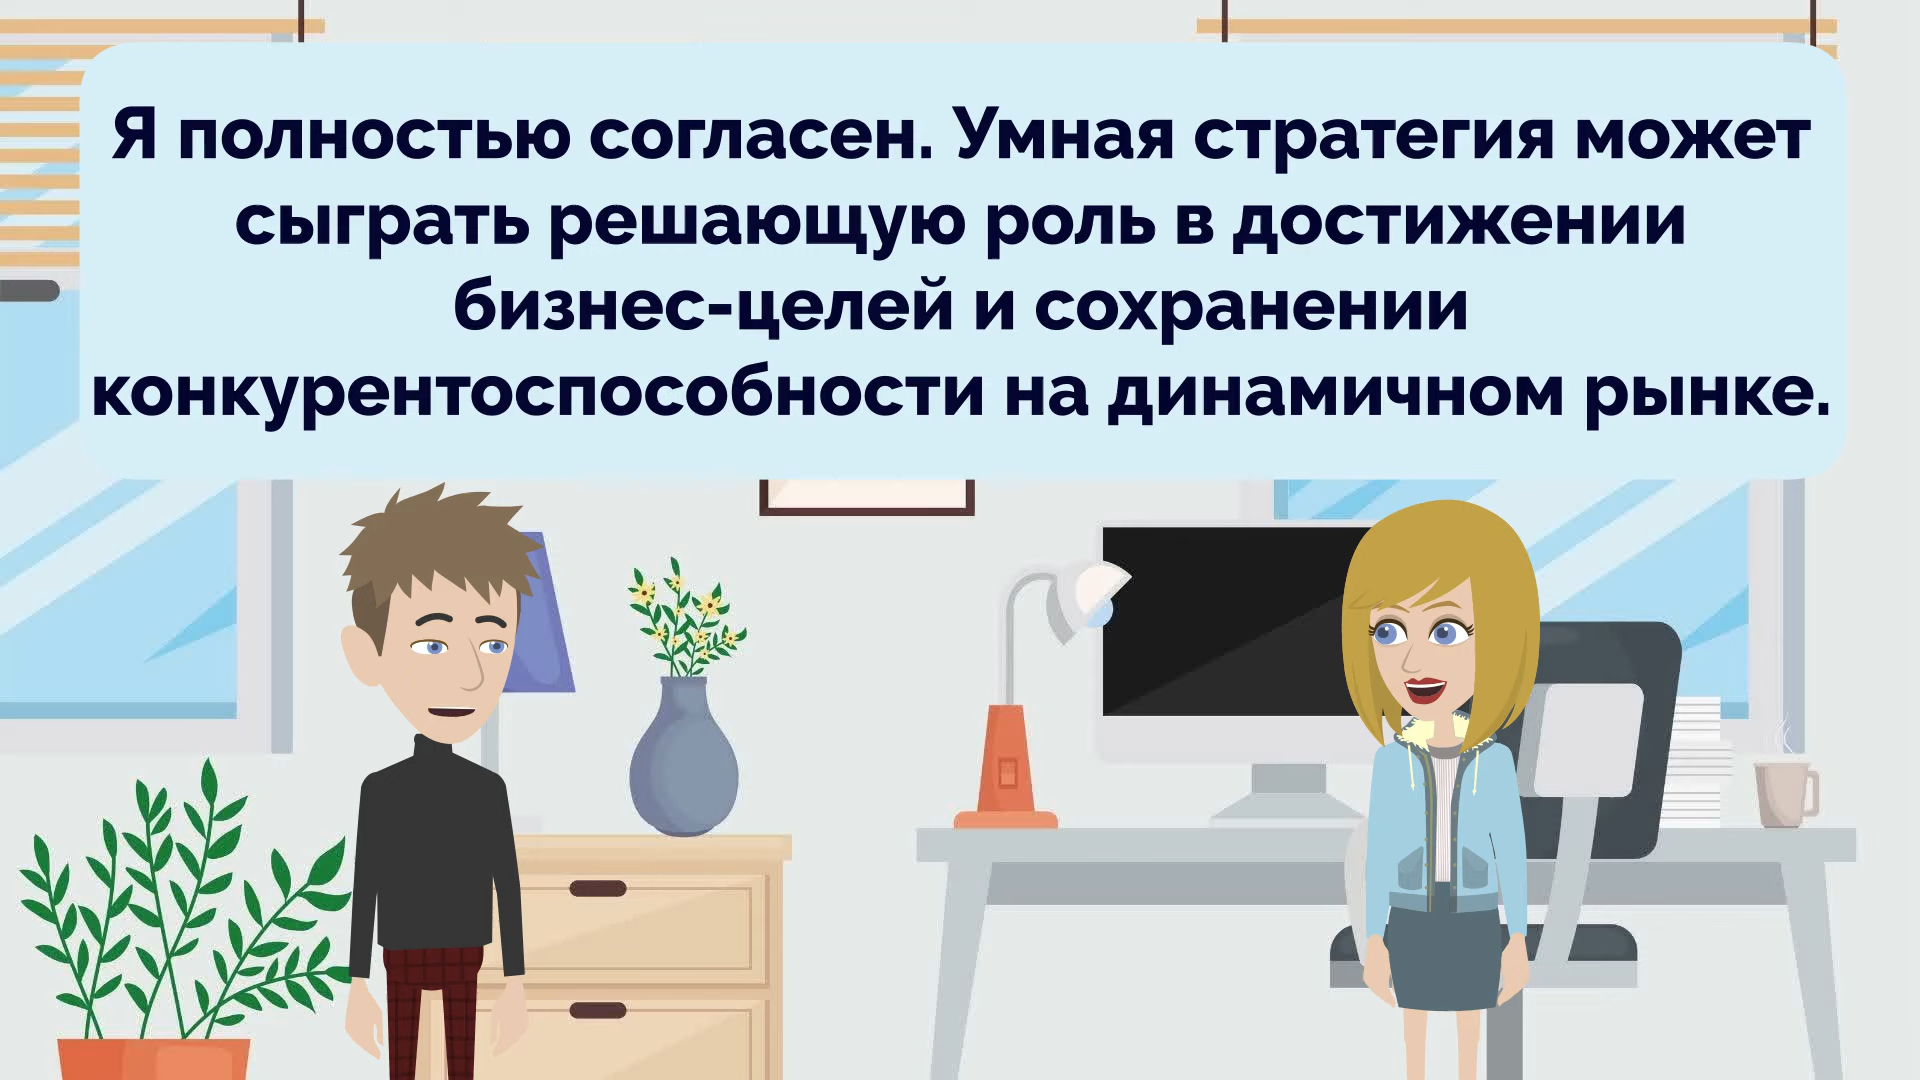 Я полностью согласен. Умная стратегия может
сыграть решающую роль в достижении
бизнес-целей и сохранении
конкурентоспособности на динамичном рынке.